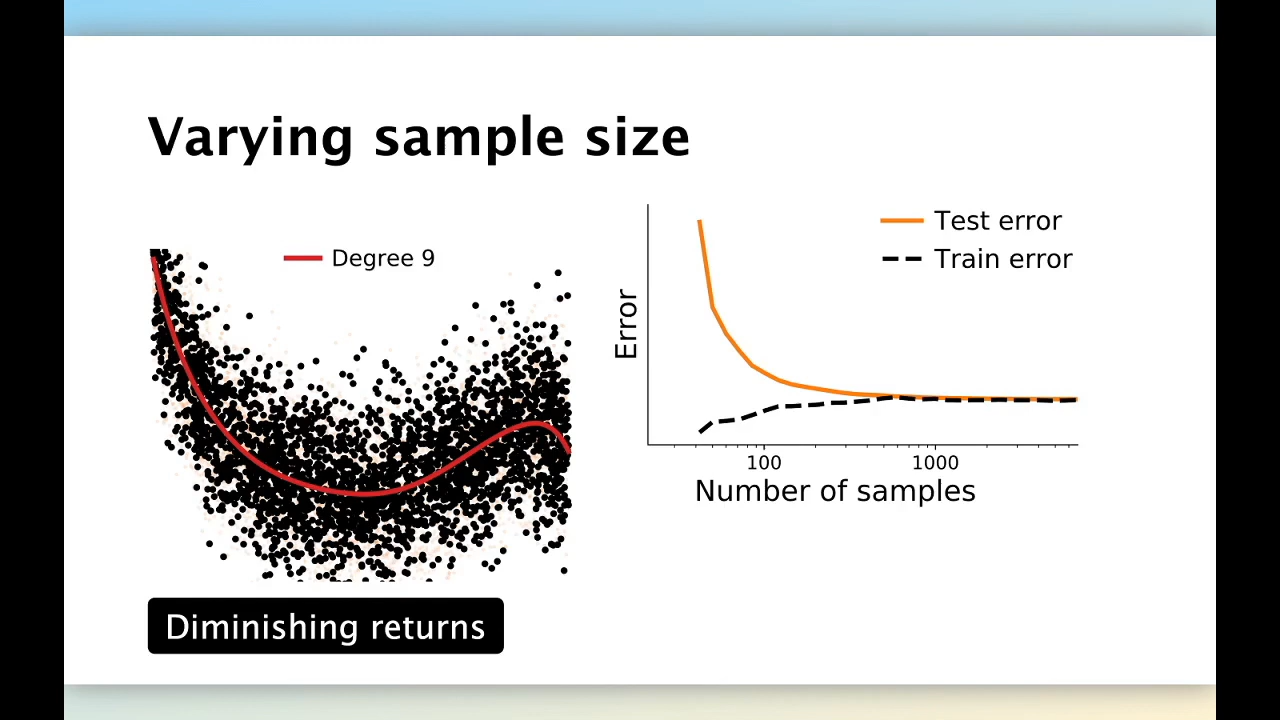 Varying sample size
Degree 9
Test error
Train error
Error
100 1000
Number of samples
Diminishing returns